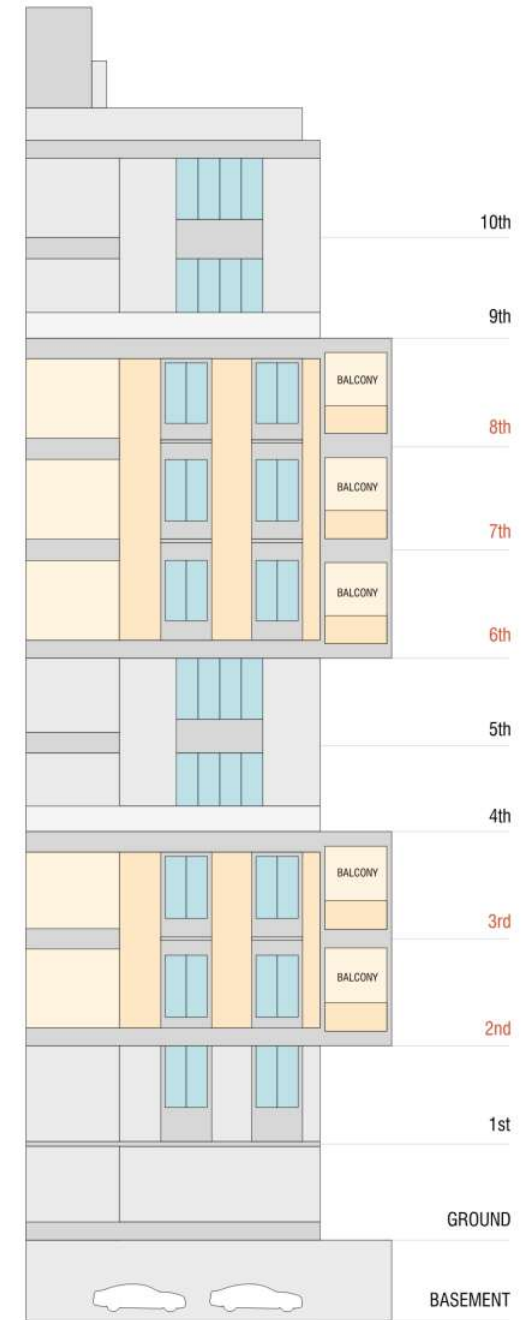 10th
9th
BALCONY
8th
BALCONY
7th
BALCONY
6th
5th
4th
BALCONY
3rd
BALCONY
2nd
1st
GROUND
BASEMENT